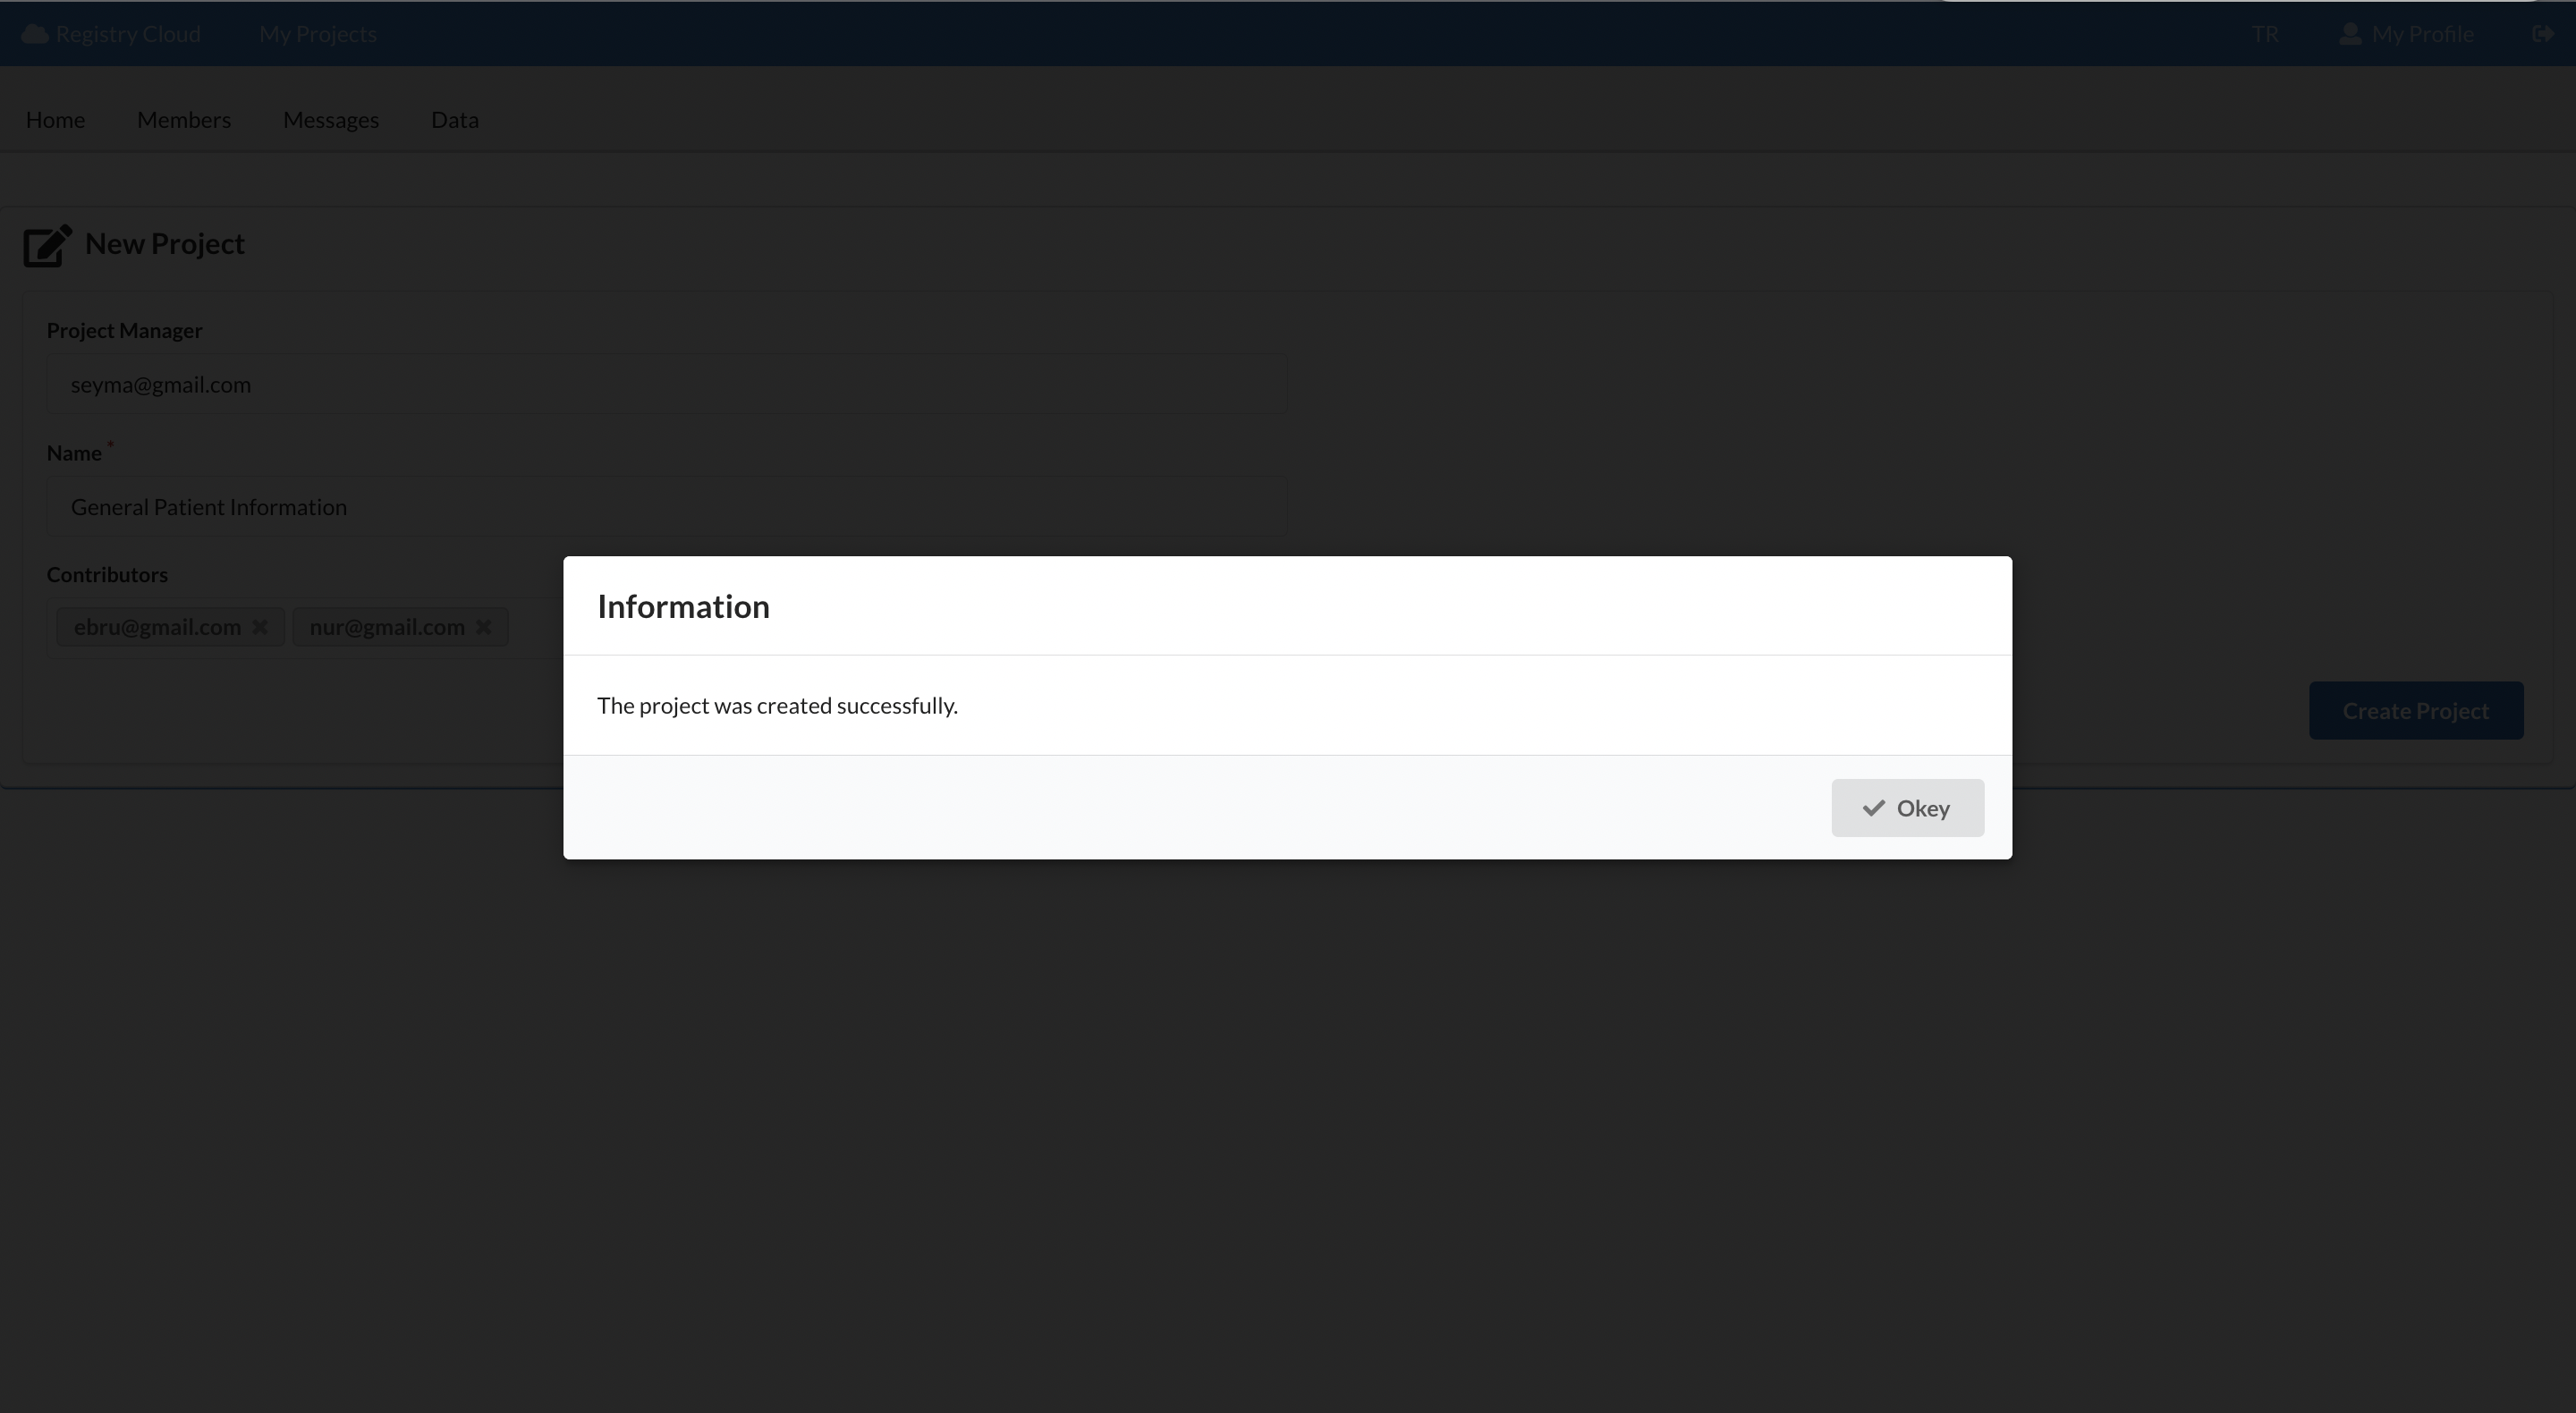 Registry Cloud My Projects TR My Profile
Home Members Messages Data
New Project
Project Manager
seyma@gmail.com
Name *
General Patient Information
Contributors
ebru@gmail.com nur@gmail.com
Information
The project was created successfully.
Create Project
Okey